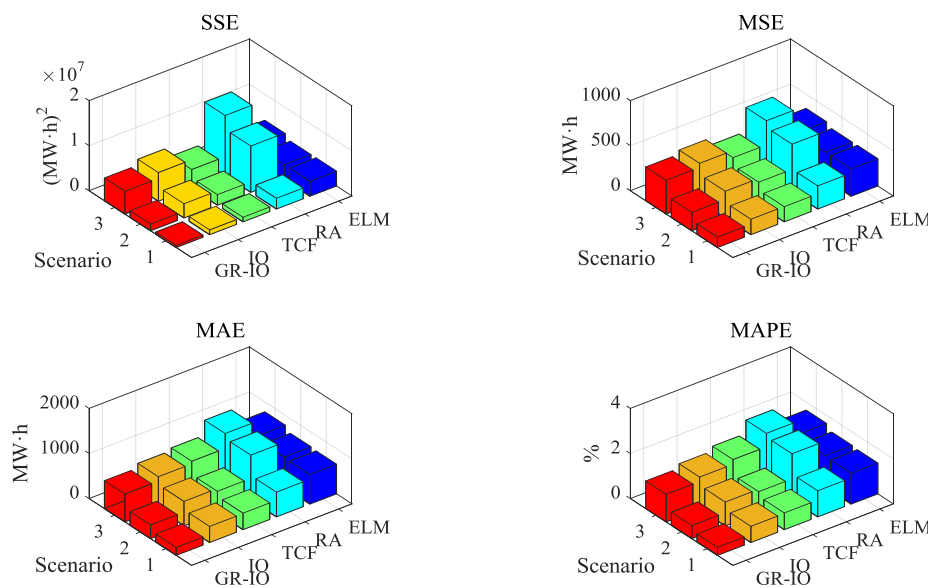 SSE
×10^7
2
1
0
(MW·h)^2
3
2
1
Scenario
GR-IO
IO
TCF
RA
ELM
MSE
1000
500
0
MW·h
3
2
1
Scenario
GR-IO
IO
TCF
RA
ELM
MAE
2000
1000
0
MW·h
3
2
1
Scenario
GR-IO
IO
TCF
RA
ELM
MAPE
4
2
0
%
3
2
1
Scenario
GR-IO
IO
TCF
RA
ELM